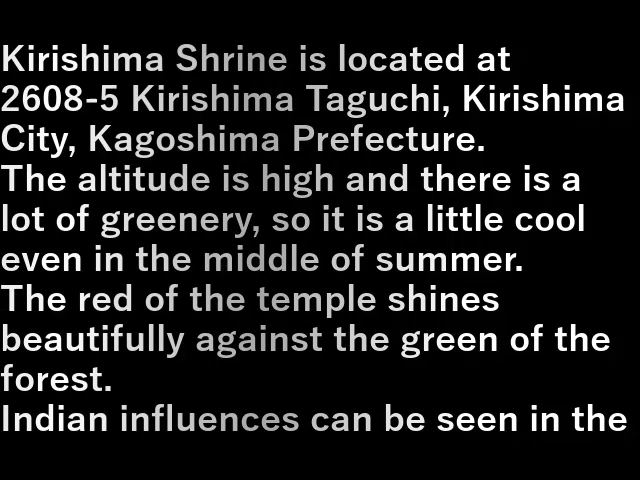 Kirishima Shrine is located at
2608-5 Kirishima Taguchi, Kirishima
City, Kagoshima Prefecture.
The altitude is high and there is a
lot of greenery, so it is a little cool
even in the middle of summer.
The red of the temple shines
beautifully against the green of the
forest.
Indian influences can be seen in the